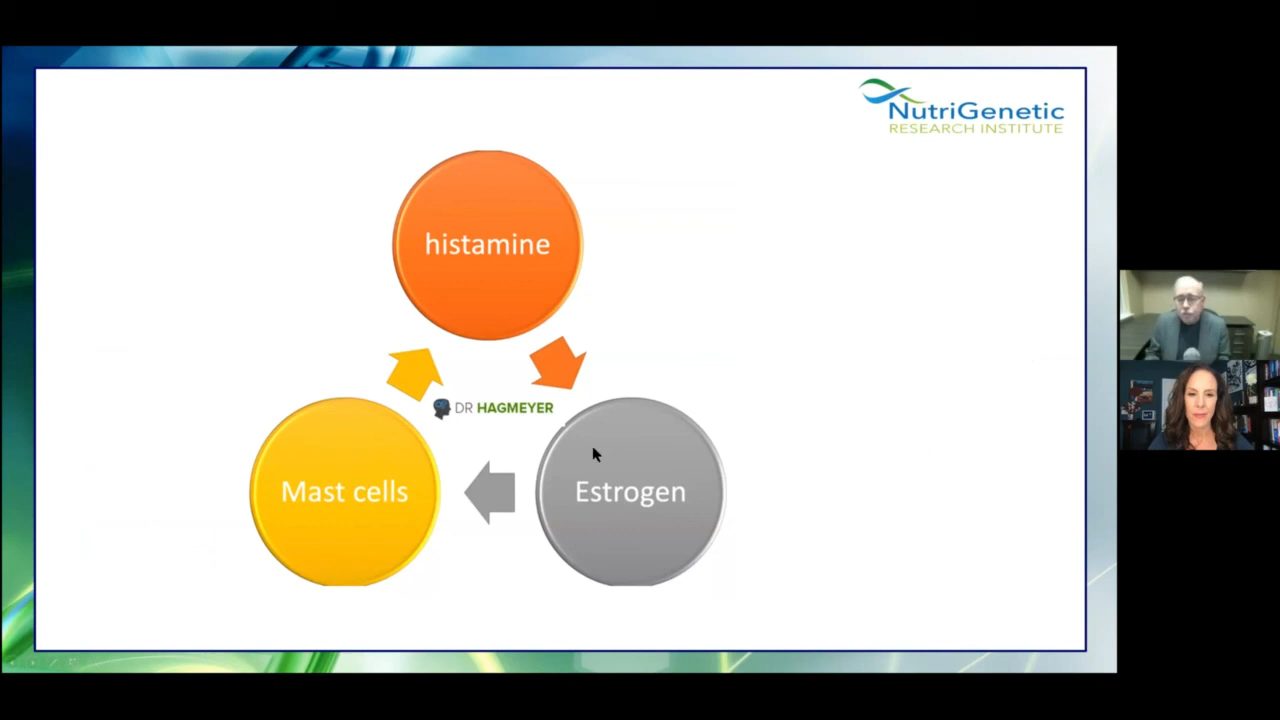 NutriGenetic
RESEARCH INSTITUTE
histamine
DR HAGMEYER
Mast cells
Estrogen